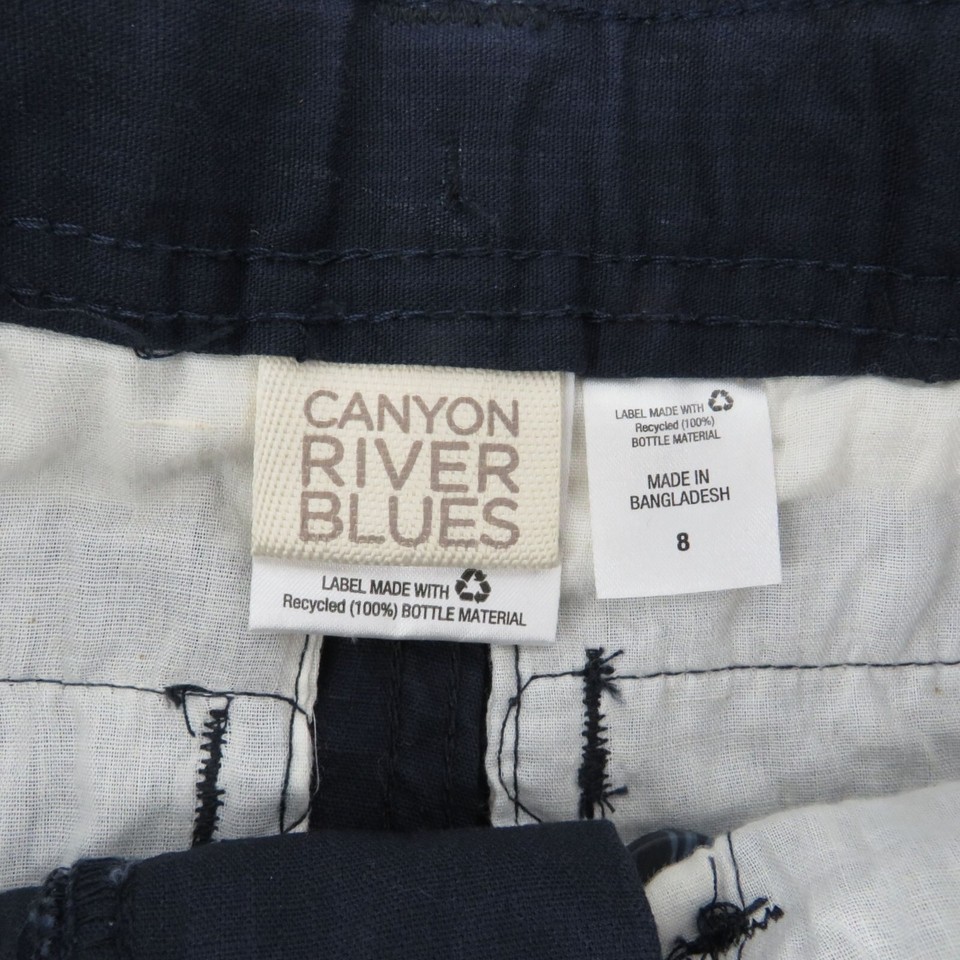 CANYON
RIVER
BLUES
LABEL MADE WITH
Recycled (100%) BOTTLE MATERIAL
LABEL MADE WITH
Recycled (100%)
BOTTLE MATERIAL
MADE IN
BANGLADESH
8